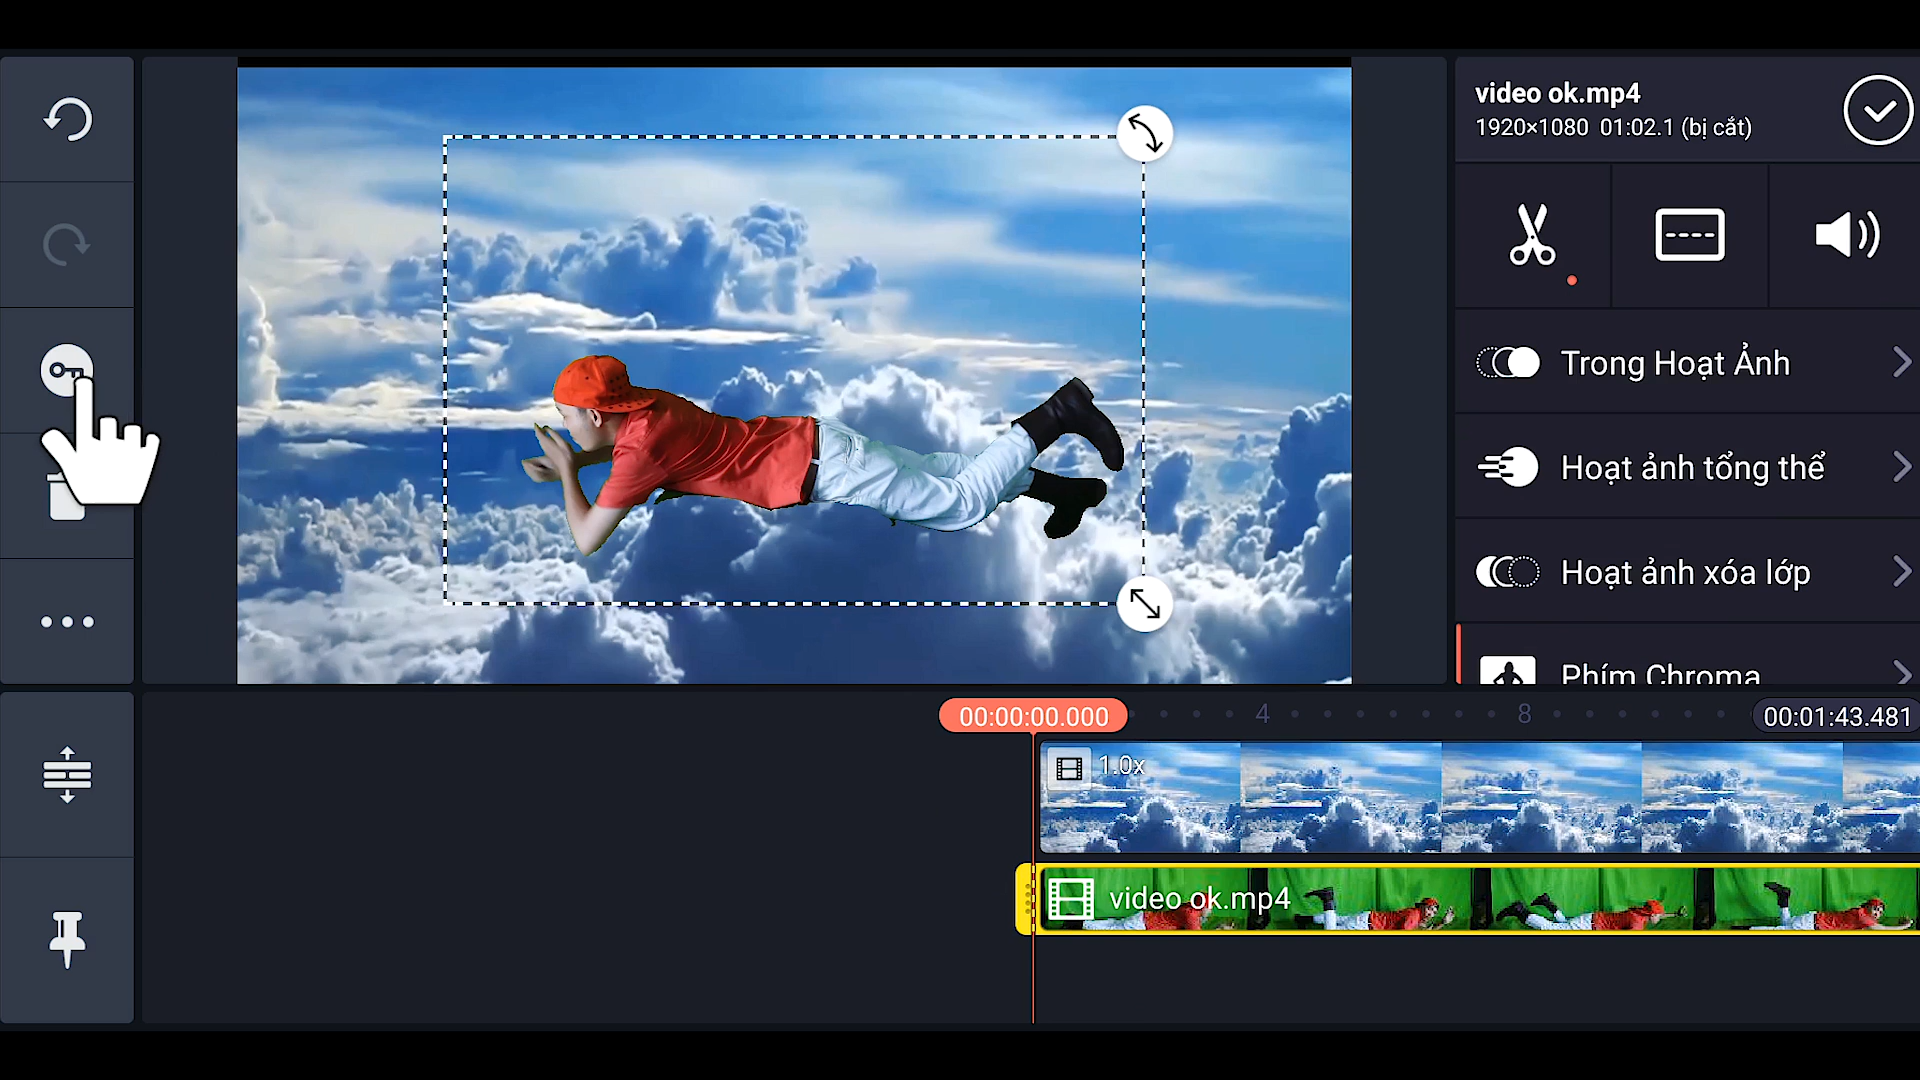 video ok.mp4
1920×1080 01:02.1 (bị cắt)
Trong Hoạt Ảnh
Hoạt ảnh tổng thể
Hoạt ảnh xóa lớp
Phím Chroma
00:00:00.000
4
8
00:01:43.481
1.0x
video ok.mp4